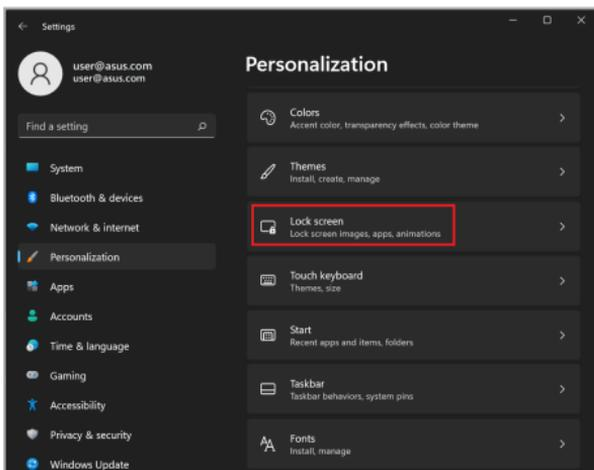 Settings
user@asus.com
user@asus.com
Find a setting
System
Bluetooth & devices
Network & internet
Personalization
Apps
Accounts
Time & language
Gaming
Accessibility
Privacy & security
Windows Update
Personalization
Colors
Accent color, transparency effects, color theme
Themes
Install, create, manage
Lock screen
Lock screen images, apps, animations
Touch keyboard
Themes, size
Start
Recent apps and items, folders
Taskbar
Taskbar behaviors, system pins
Fonts
Install, manage